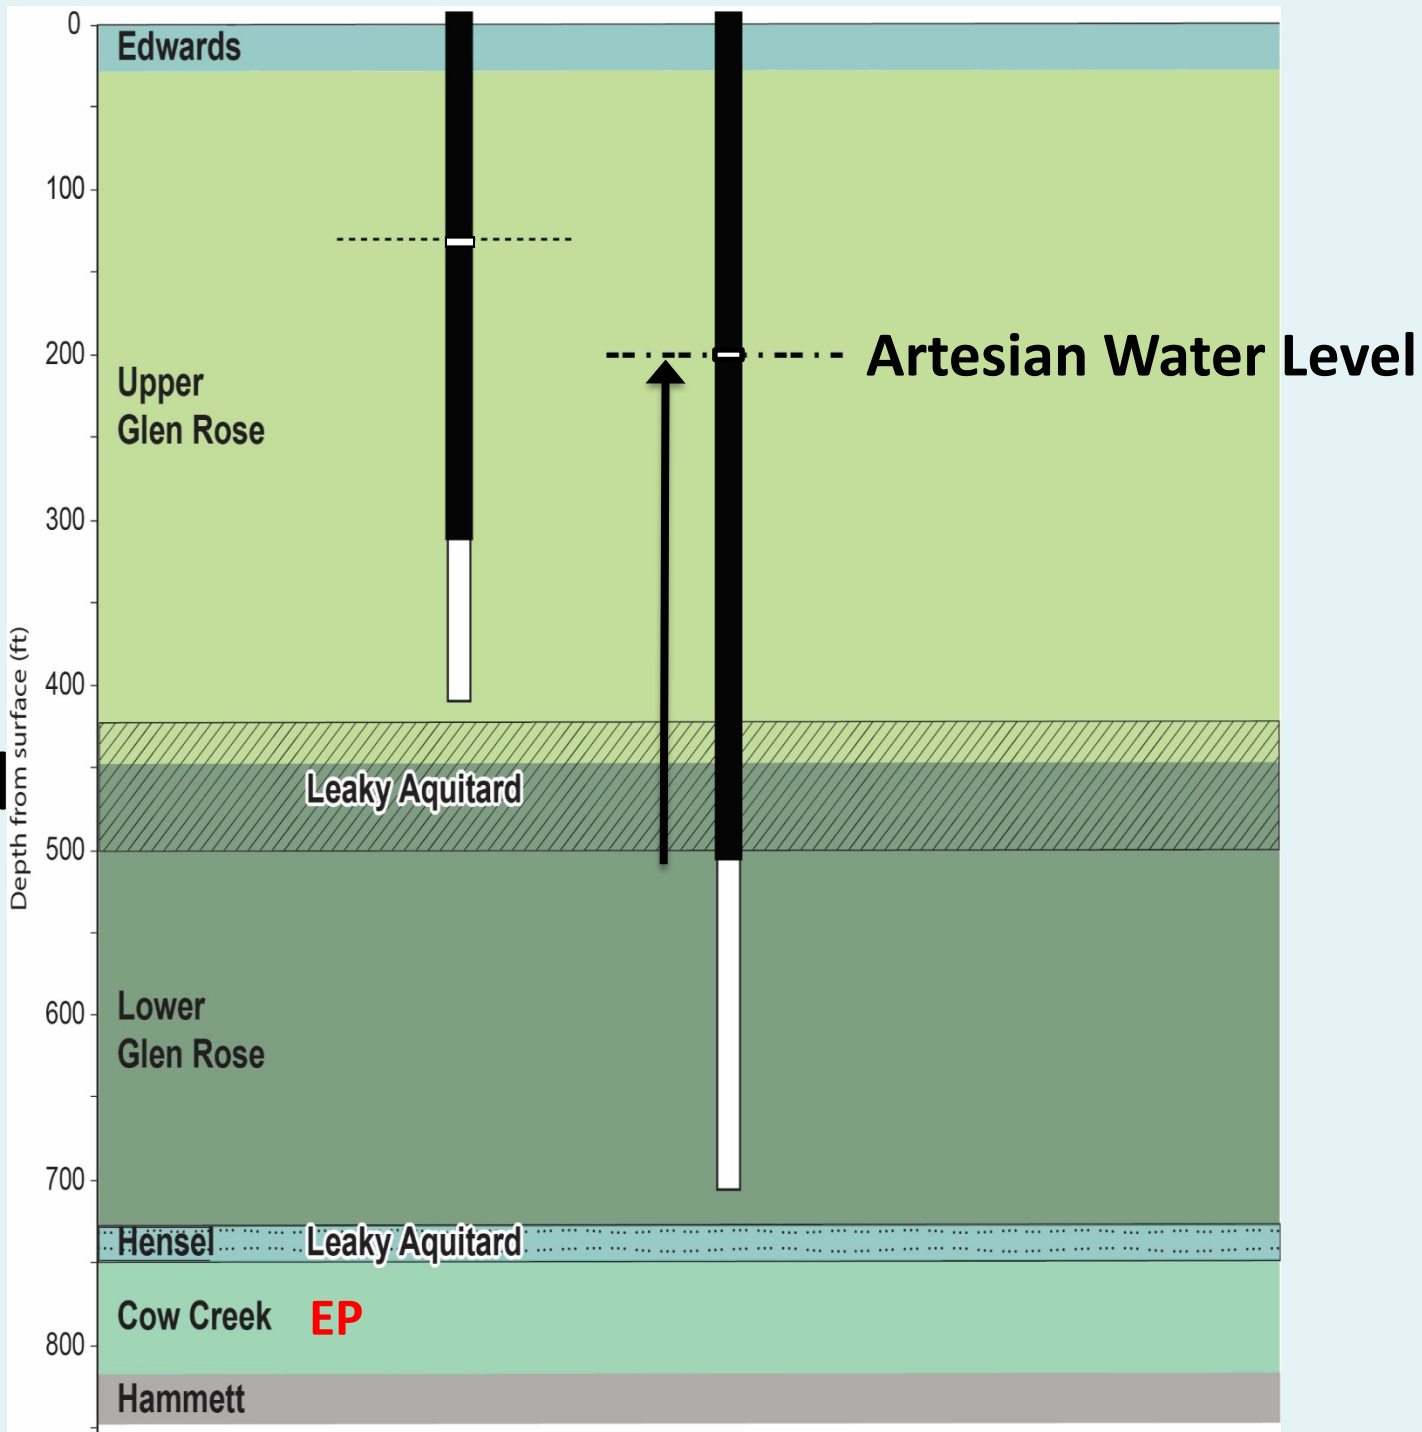 0
Edwards
100
200
Artesian Water Level
Upper
Glen Rose
300
400
Leaky Aquitard
500
Depth from surface (ft)
600
Lower
Glen Rose
700
Hensel
Leaky Aquitard
Cow Creek
EP
800
Hammett